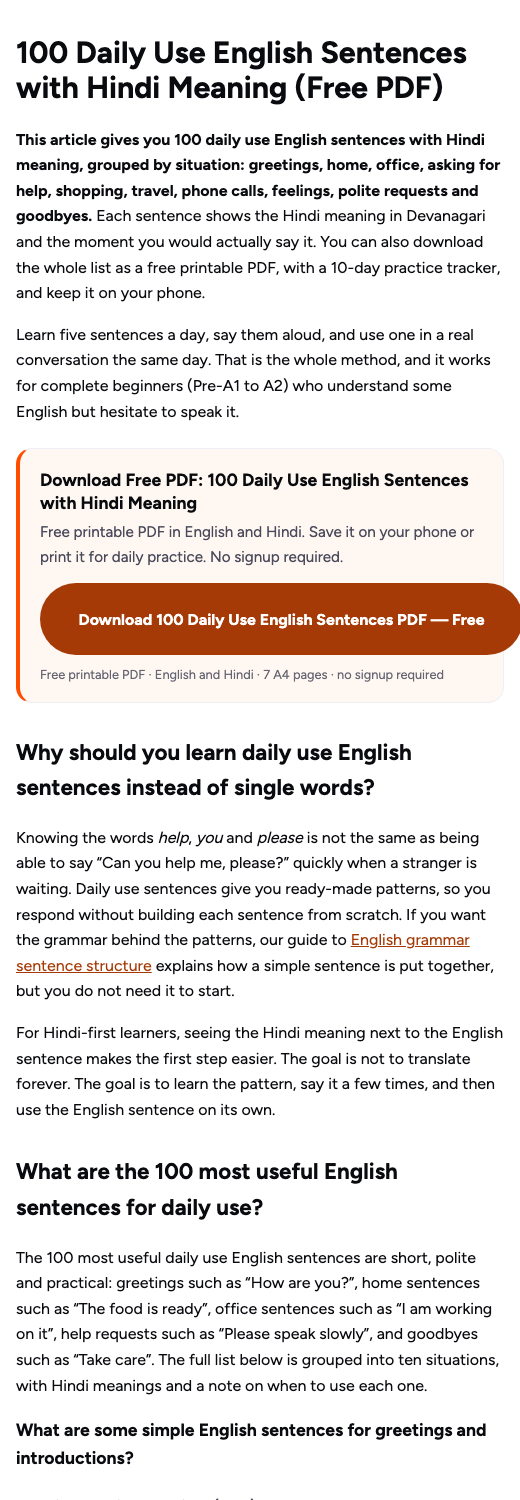 100 Daily Use English Sentences
with Hindi Meaning (Free PDF)
This article gives you 100 daily use English sentences with Hindi
meaning, grouped by situation: greetings, home, office, asking for
help, shopping, travel, phone calls, feelings, polite requests and
goodbyes. Each sentence shows the Hindi meaning in Devanagari
and the moment you would actually say it. You can also download
the whole list as a free printable PDF, with a 10-day practice tracker,
and keep it on your phone.
Learn five sentences a day, say them aloud, and use one in a real
conversation the same day. That is the whole method, and it works
for complete beginners (Pre-A1 to A2) who understand some
English but hesitate to speak it.
Download Free PDF: 100 Daily Use English Sentences
with Hindi Meaning
Free printable PDF in English and Hindi. Save it on your phone or
print it for daily practice. No signup required.
Download 100 Daily Use English Sentences PDF — Free
Free printable PDF · English and Hindi · 7 A4 pages · no signup required
Why should you learn daily use English
sentences instead of single words?
Knowing the words help, you and please is not the same as being
able to say “Can you help me, please?” quickly when a stranger is
waiting. Daily use sentences give you ready-made patterns, so you
respond without building each sentence from scratch. If you want
the grammar behind the patterns, our guide to English grammar
sentence structure explains how a simple sentence is put together,
but you do not need it to start.
For Hindi-first learners, seeing the Hindi meaning next to the English
sentence makes the first step easier. The goal is not to translate
forever. The goal is to learn the pattern, say it a few times, and then
use the English sentence on its own.
What are the 100 most useful English
sentences for daily use?
The 100 most useful daily use English sentences are short, polite
and practical: greetings such as “How are you?”, home sentences
such as “The food is ready”, office sentences such as “I am working
on it”, help requests such as “Please speak slowly”, and goodbyes
such as “Take care”. The full list below is grouped into ten situations,
with Hindi meanings and a note on when to use each one.
What are some simple English sentences for greetings and
introductions?